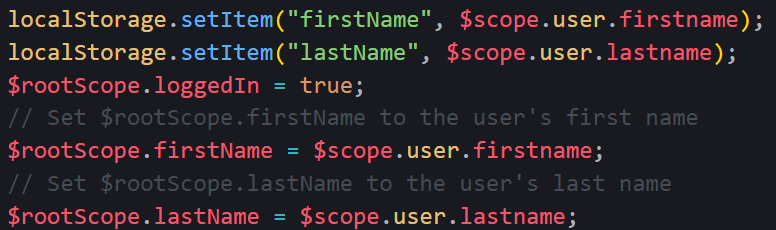 localStorage.setItem("firstName", $scope.user.firstname);
localStorage.setItem("lastName", $scope.user.lastname);
$rootScope.loggedIn = true;
// Set $rootScope.firstName to the user's first name
$rootScope.firstName = $scope.user.firstname;
// Set $rootScope.lastName to the user's last name
$rootScope.lastName = $scope.user.lastname;